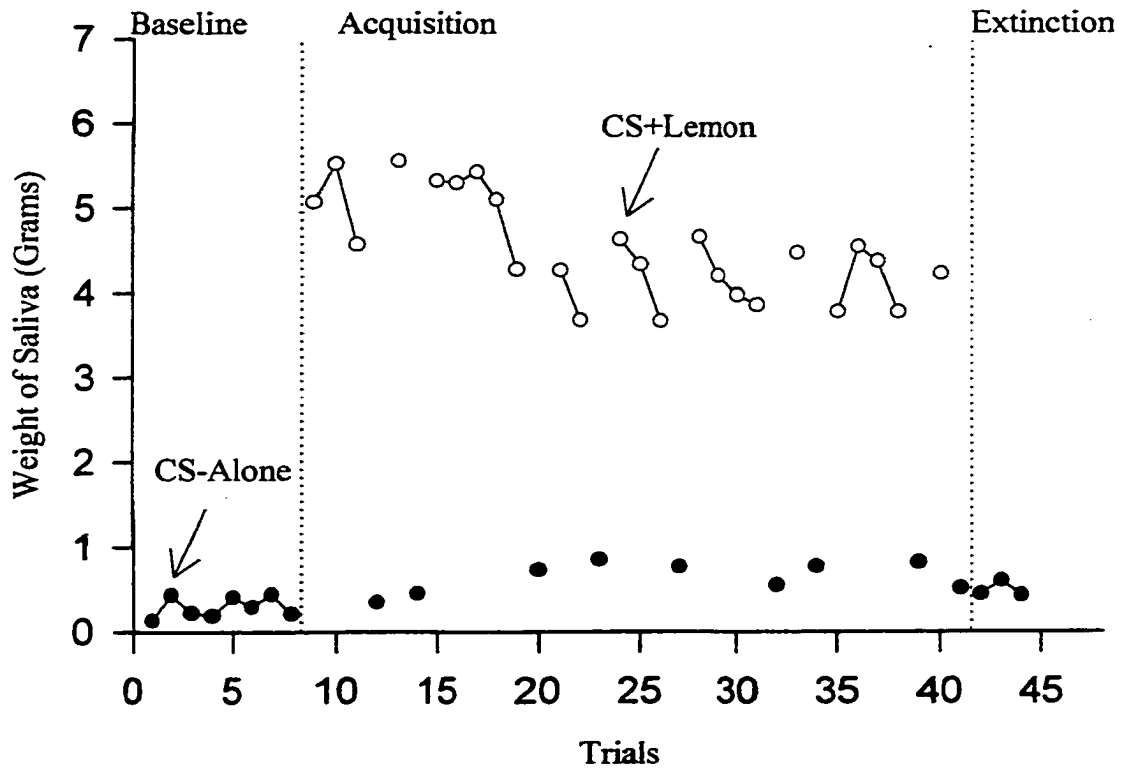 Baseline
Acquisition
Extinction
7
6
5
4
3
2
1
0
Weight of Saliva (Grams)
CS+Lemon
CS-Alone
0 5 10 15 20 25 30 35 40 45
Trials